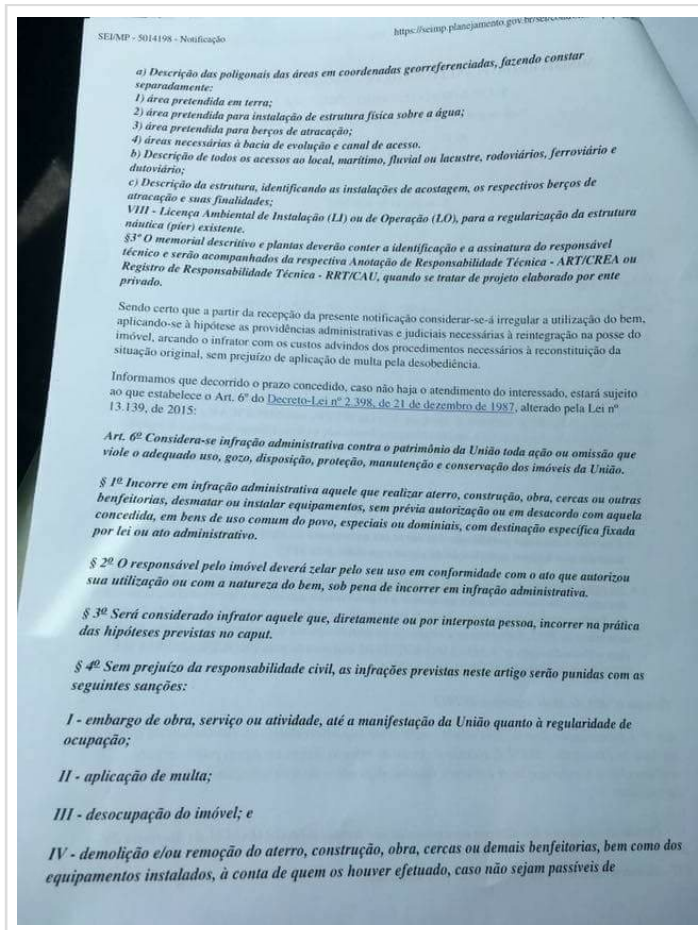 SEI/MP - 5014198 - Notificação
https://seimp.planejamento.gov.br/sei/
a) Descrição das poligonais das áreas em coordenadas georreferenciadas, fazendo constar
separadamente:
1) área pretendida em terra;
2) área pretendida para instalação de estrutura física sobre a água;
3) área pretendida para berços de atracação;
4) áreas necessárias à bacia de evolução e canal de acesso.
b) Descrição de todos os acessos ao local, marítimo, fluvial ou lacustre, rodoviários, ferroviário e
dutoviário;
c) Descrição da estrutura, identificando as instalações de acostagem, os respectivos berços de
atracação e suas finalidades;
VIII - Licença Ambiental de Instalação (LI) ou de Operação (LO), para a regularização da estrutura
náutica (píer) existente.
§3º O memorial descritivo e plantas deverão conter a identificação e a assinatura do responsável
técnico e serão acompanhados da respectiva Anotação de Responsabilidade Técnica - ART/CREA ou
Registro de Responsabilidade Técnica - RRT/CAU, quando se tratar de projeto elaborado por ente
privado.
Sendo certo que a partir da recepção da presente notificação considerar-se-á irregular a utilização do bem,
aplicando-se à hipótese as providências administrativas e judiciais necessárias à reintegração na posse do
imóvel, arcando o infrator com os custos advindos dos procedimentos necessários à reconstituição da
situação original, sem prejuízo de aplicação de multa pela desobediência.
Informamos que decorrido o prazo concedido, caso não haja o atendimento do interessado, estará sujeito
ao que estabelece o Art. 6º do Decreto-Lei nº 2.398, de 21 de dezembro de 1987, alterado pela Lei nº
13.139, de 2015:
Art. 6º Considera-se infração administrativa contra o patrimônio da União toda ação ou omissão que
viole o adequado uso, gozo, disposição, proteção, manutenção e conservação dos imóveis da União.
§ 1º Incorre em infração administrativa aquele que realizar aterro, construção, obra, cercas ou outras
benfeitorias, desmatar ou instalar equipamentos, sem prévia autorização ou em desacordo com aquela
concedida, em bens de uso comum do povo, especiais ou dominiais, com destinação específica fixada
por lei ou ato administrativo.
§ 2º O responsável pelo imóvel deverá zelar pelo seu uso em conformidade com o ato que autorizou
sua utilização ou com a natureza do bem, sob pena de incorrer em infração administrativa.
§ 3º Será considerado infrator aquele que, diretamente ou por interposta pessoa, incorrer na prática
das hipóteses previstas no caput.
§ 4º Sem prejuízo da responsabilidade civil, as infrações previstas neste artigo serão punidas com as
seguintes sanções:
I - embargo de obra, serviço ou atividade, até a manifestação da União quanto à regularidade de
ocupação;
II - aplicação de multa;
III - desocupação do imóvel; e
IV - demolição e/ou remoção do aterro, construção, obra, cercas ou demais benfeitorias, bem como dos
equipamentos instalados, à conta de quem os houver efetuado, caso não sejam passíveis de